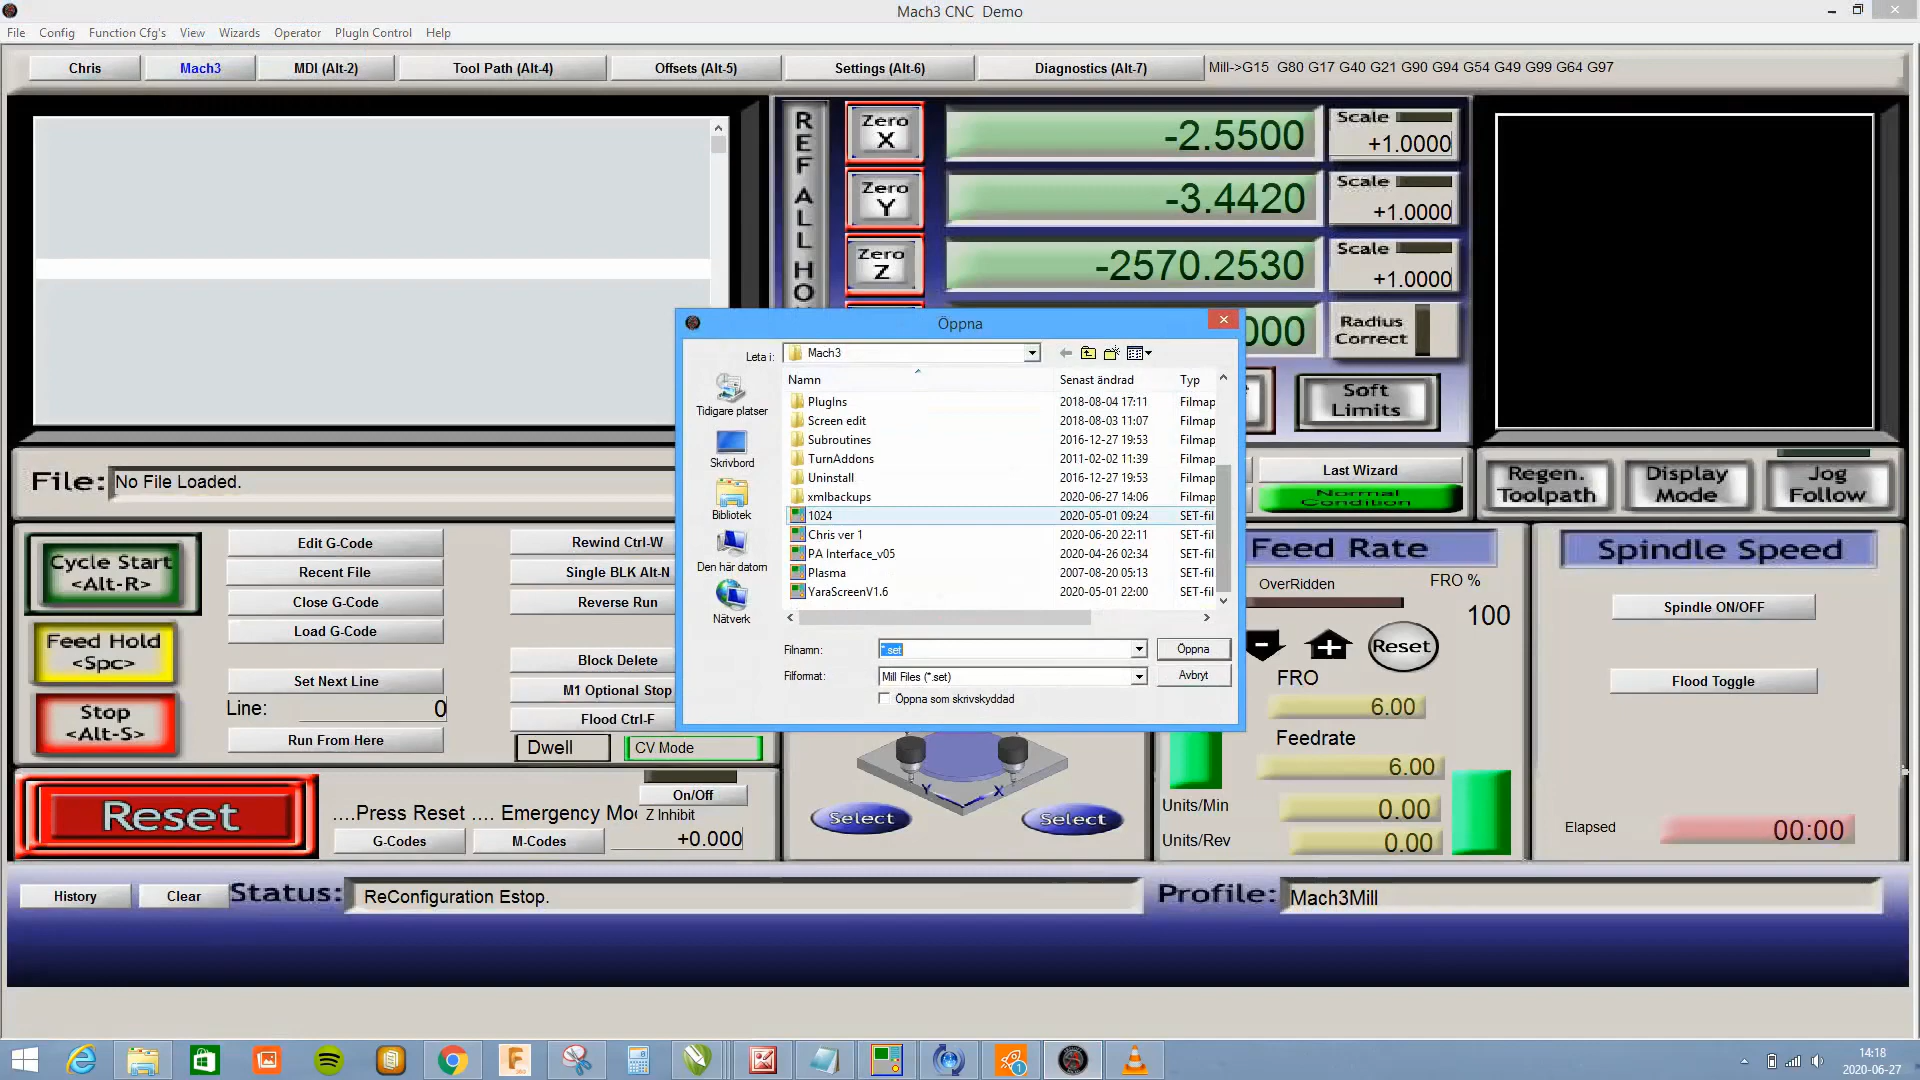 Mach3 CNC  Demo
File Config Function Cfg's View Wizards Operator PlugIn Control Help
Chris Mach3 MDI (Alt-2) Tool Path (Alt-4) Offsets (Alt-5) Settings (Alt-6) Diagnostics (Alt-7) Mill->G15  G80 G17 G40 G21 G90 G94 G54 G49 G99 G64 G97
REF ALL HO
Zero X -2.5500 Scale +1.0000
Zero Y -3.4420 Scale +1.0000
Zero Z -2570.2530 Scale +1.0000
000 Radius Correct
Soft Limits
Öppna
Leta i: Mach3
Namn Senast ändrad Typ
PlugIns 2018-08-04 17:11 Filmap
Screen edit 2018-08-03 11:07 Filmap
Subroutines 2016-12-27 19:53 Filmap
TurnAddons 2011-02-02 11:39 Filmap
Uninstall 2016-12-27 19:53 Filmap
xmlbackups 2020-06-27 14:06 Filmap
1024 2020-05-01 09:24 SET-fil
Chris ver 1 2020-06-20 22:11 SET-fil
PA Interface_v05 2020-04-26 02:34 SET-fil
Plasma 2007-08-20 05:13 SET-fil
YaraScreenV1.6 2020-05-01 22:00 SET-fil
Tidigare platser
Skrivbord
Bibliotek
Den här datorn
Nätverk
Filnamn: *.set Öppna
Filformat: Mill Files (*.set) Avbryt
Öppna som skrivskyddad
File: No File Loaded.
Last Wizard
Normal Condition
Regen. Toolpath
Display Mode
Jog Follow
Cycle Start <Alt-R>
Feed Hold <Spc>
Stop <Alt-S>
Edit G-Code
Recent File
Close G-Code
Load G-Code
Set Next Line
Line: 0
Run From Here
Rewind Ctrl-W
Single BLK Alt-N
Reverse Run
Block Delete
M1 Optional Stop
Flood Ctrl-F
Dwell CV Mode
Reset
....Press Reset .... Emergency Mo
G-Codes M-Codes
On/Off
Z Inhibit
+0.000
Y X
Select Select
Feed Rate
OverRidden FRO % 100
Reset
FRO
6.00
Feedrate
6.00
Units/Min 0.00
Units/Rev 0.00
Spindle Speed
Spindle ON/OFF
Flood Toggle
Elapsed 00:00
History Clear Status: ReConfiguration Estop. Profile: Mach3Mill
14:18
2020-06-27